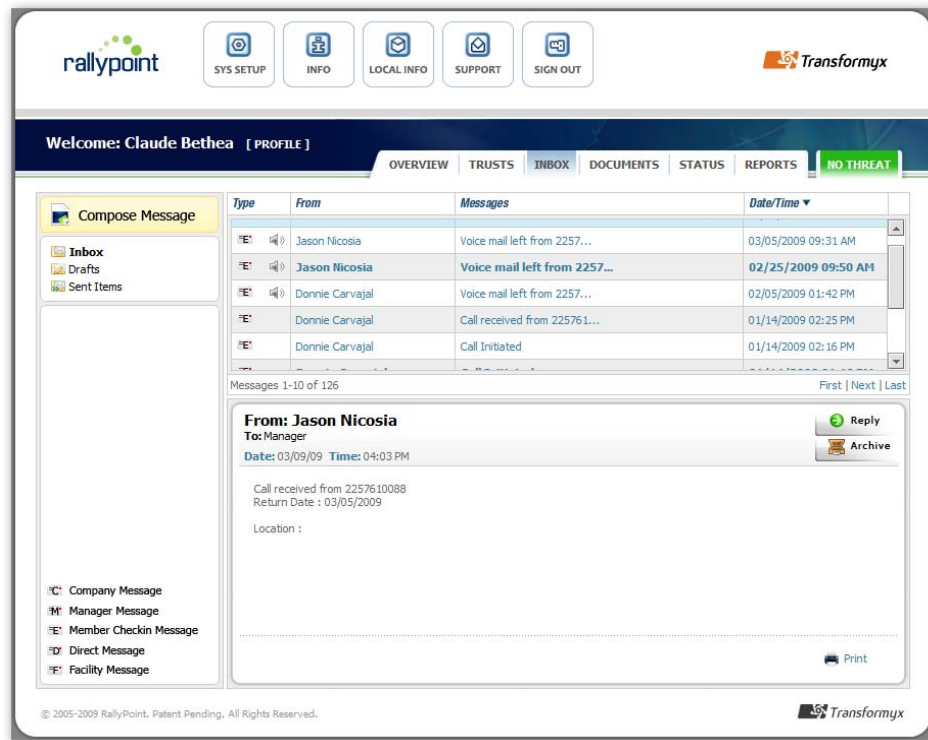 rallypoint
SYS SETUP
INFO
LOCAL INFO
SUPPORT
SIGN OUT
Transformyx
Welcome: Claude Bethea [ PROFILE ]
OVERVIEW TRUSTS INBOX DOCUMENTS STATUS REPORTS NO THREAT
Compose Message
Inbox
Drafts
Sent Items
Type From Messages Date/Time ▼
E Jason Nicosia Voice mail left from 2257... 03/05/2009 09:31 AM
E Jason Nicosia Voice mail left from 2257... 02/25/2009 09:50 AM
E Donnie Carvajal Voice mail left from 2257... 02/05/2009 01:42 PM
E Donnie Carvajal Call received from 225761... 01/14/2009 02:25 PM
E Donnie Carvajal Call Initiated 01/14/2009 02:16 PM
Messages 1-10 of 126 First | Next | Last
From: Jason Nicosia
To: Manager
Date: 03/09/09 Time: 04:03 PM
Reply
Archive
Call received from 2257610088
Return Date : 03/05/2009
Location :
Print
C Company Message
M Manager Message
E Member Checkin Message
D Direct Message
F Facility Message
© 2005-2009 RallyPoint. Patent Pending. All Rights Reserved.
Transformyx